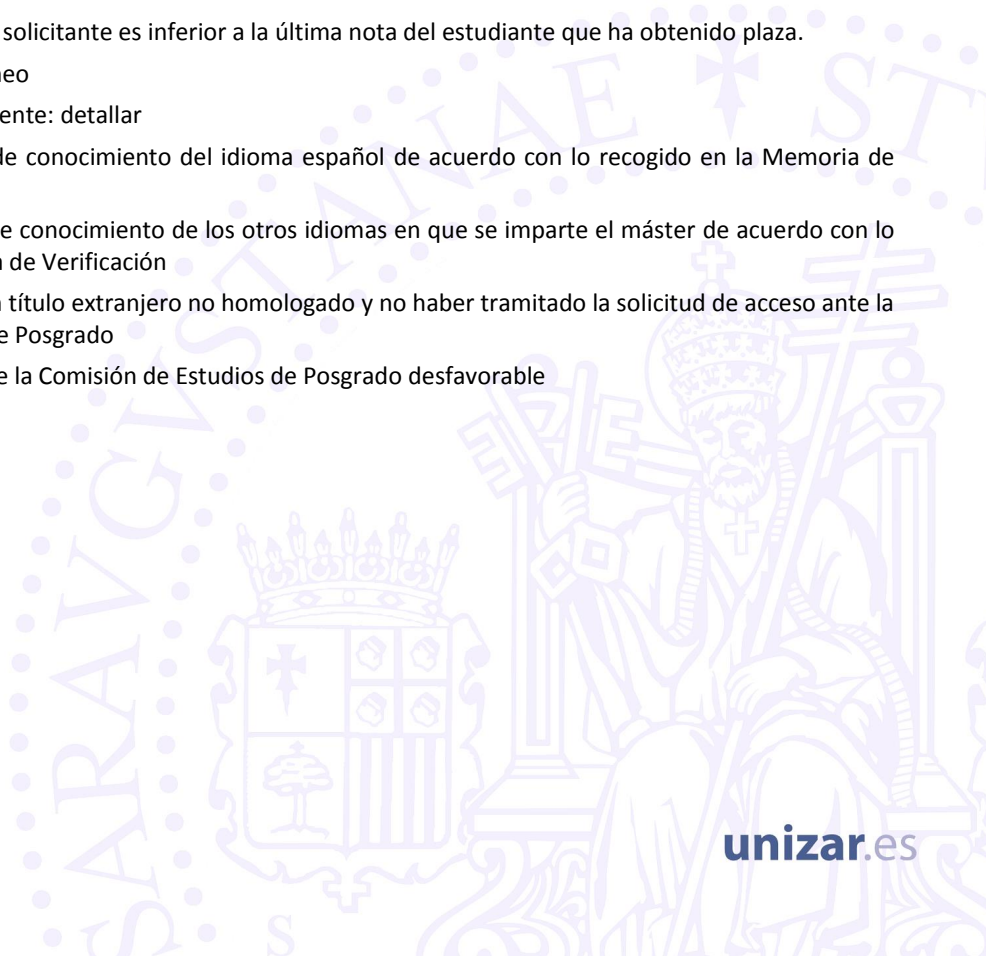 solicitante es inferior a la última nota del estudiante que ha obtenido plaza.
neo
ente: detallar
de conocimiento del idioma español de acuerdo con lo recogido en la Memoria de
e conocimiento de los otros idiomas en que se imparte el máster de acuerdo con lo
de Verificación
título extranjero no homologado y no haber tramitado la solicitud de acceso ante la
e Posgrado
e la Comisión de Estudios de Posgrado desfavorable
unizar.es
SARAVGVSTANAE ST
S